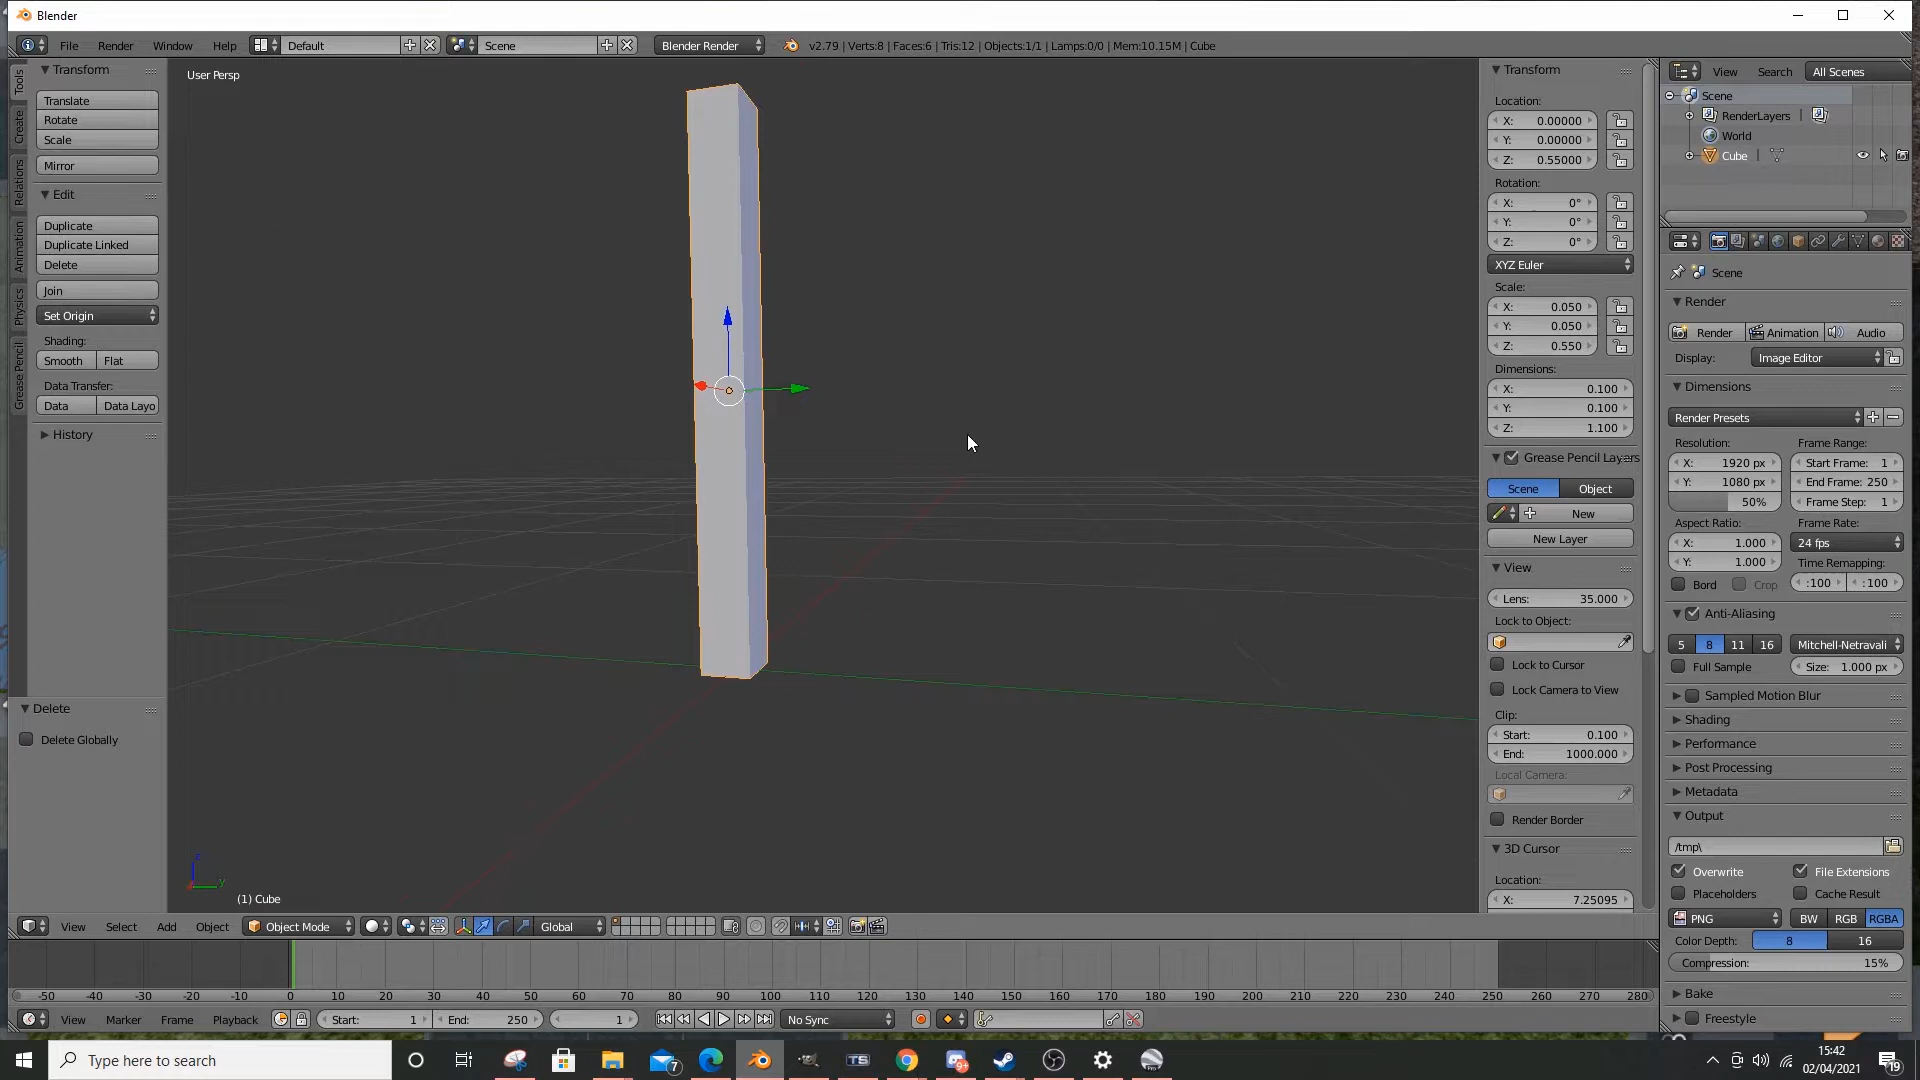 Blender
File Render Window Help Default Scene Blender Render v2.79 | Verts:8 | Faces:6 | Tris:12 | Objects:1/1 | Lamps:0/0 | Mem:10.15M | Cube
Tools
Create
Relations
Animation
Physics
Grease Pencil
Transform
Translate
Rotate
Scale
Mirror
Edit
Duplicate
Duplicate Linked
Delete
Join
Set Origin
Shading:
Smooth Flat
Data Transfer:
Data Data Layo
History
Delete
Delete Globally
User Persp
z
y
(1) Cube
Transform
Location:
X: 0.00000
Y: 0.00000
Z: 0.55000
Rotation:
X: 0°
Y: 0°
Z: 0°
XYZ Euler
Scale:
X: 0.050
Y: 0.050
Z: 0.550
Dimensions:
X: 0.100
Y: 0.100
Z: 1.100
Grease Pencil Layers
Scene Object
New
New Layer
View
Lens: 35.000
Lock to Object:
Lock to Cursor
Lock Camera to View
Clip:
Start: 0.100
End: 1000.000
Local Camera:
Render Border
3D Cursor
Location:
X: 7.25095
View Search All Scenes
Scene
RenderLayers
World
Cube
Scene
Render
Render Animation Audio
Display: Image Editor
Dimensions
Render Presets
Resolution: Frame Range:
X: 1920 px Start Frame: 1
Y: 1080 px End Frame: 250
50% Frame Step: 1
Aspect Ratio: Frame Rate:
X: 1.000 24 fps
Y: 1.000 Time Remapping:
Bord Crop :100 :100
Anti-Aliasing
5 8 11 16 Mitchell-Netravali
Full Sample Size: 1.000 px
Sampled Motion Blur
Shading
Performance
Post Processing
Metadata
Output
/tmp\
Overwrite File Extensions
Placeholders Cache Result
PNG BW RGB RGBA
Color Depth: 8 16
Compression: 15%
Bake
Freestyle
View Select Add Object Object Mode Global
-50 -40 -30 -20 -10 0 10 20 30 40 50 60 70 80 90 100 110 120 130 140 150 160 170 180 190 200 210 220 230 240 250 260 270 280
View Marker Frame Playback Start: 1 End: 250 1 No Sync
Type here to search
7
TS
9+
PRO
15:42
02/04/2021
19